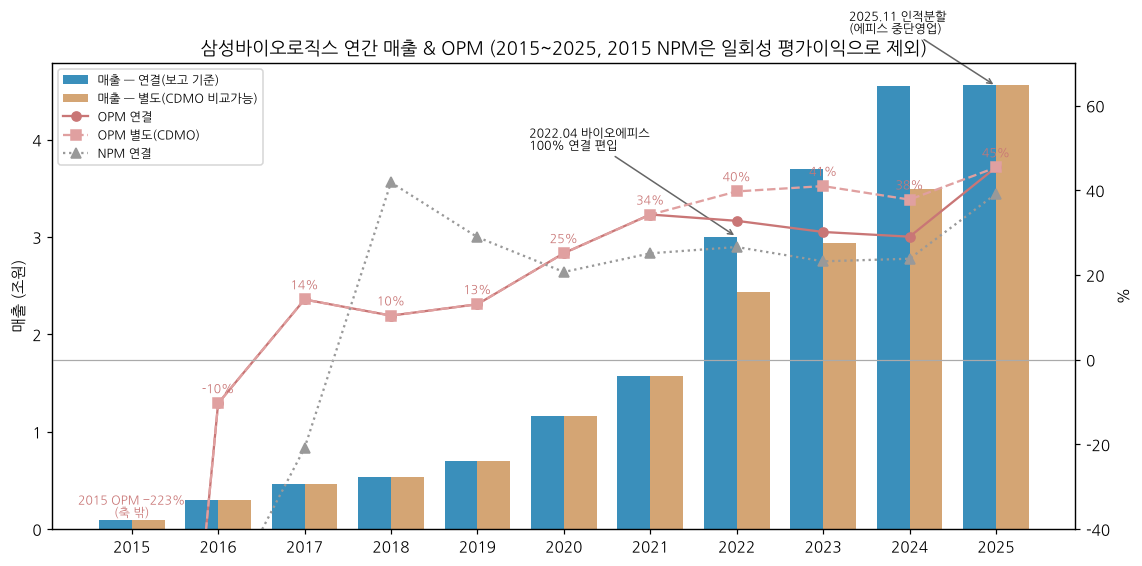 2025.11 인적분할
(에피스 중단영업)
삼성바이오로직스 연간 매출 & OPM (2015~2025, 2015 NPM은 일회성 평가이익으로 제외)
매출 — 연결(보고 기준)
매출 — 별도(CDMO 비교가능)
OPM 연결
OPM 별도(CDMO)
NPM 연결
2022.04 바이오에피스
100% 연결 편입
2015 OPM −223%
(축 밖)
-10%
14%
10%
13%
25%
34%
40%
41%
38%
45%
매출 (조원)
4
3
2
1
0
%
60
40
20
0
-20
-40
2015
2016
2017
2018
2019
2020
2021
2022
2023
2024
2025